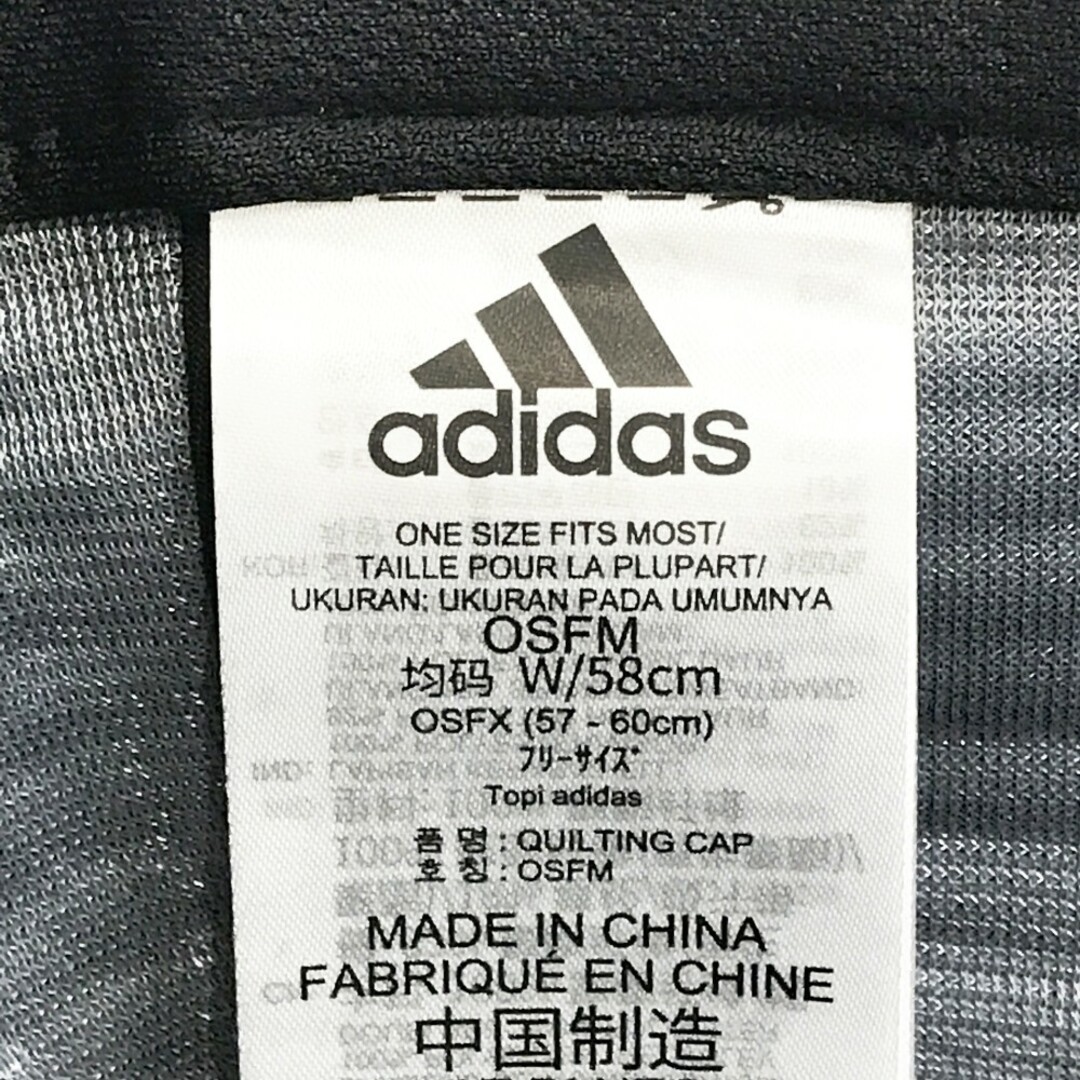 adidas
ONE SIZE FITS MOST/
TAILLE POUR LA PLUPART/
UKURAN: UKURAN PADA UMUMNYA
OSFM
均码 W/58cm
OSFX (57 - 60cm)
フリーサイズ*
Topi adidas
품 명 : QUILTING CAP
호 칭 : OSFM
MADE IN CHINA
FABRIQUÉ EN CHINE
中国制造